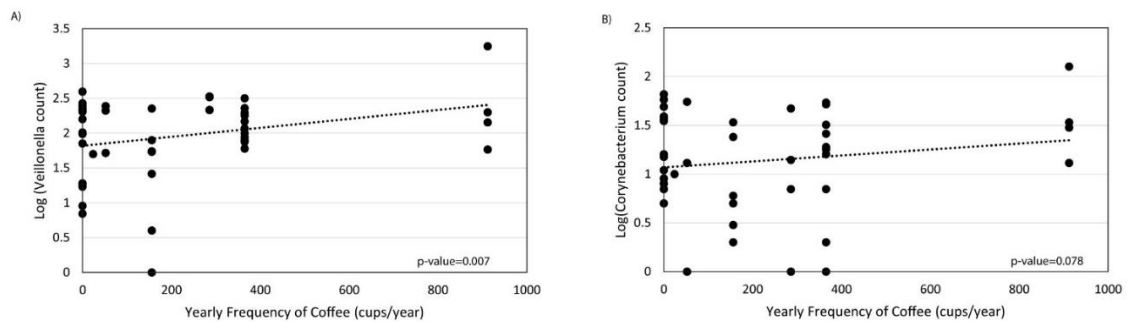 A)
Log (Veillonella count)
3.5
3
2.5
2
1.5
1
0.5
0
0 200 400 600 800 1000
p-value=0.007
Yearly Frequency of Coffee (cups/year)
B)
Log(Corynebacterium count)
2.5
2
1.5
1
0.5
0
0 200 400 600 800 1000
p-value=0.078
Yearly Frequency of Coffee (cups/year)